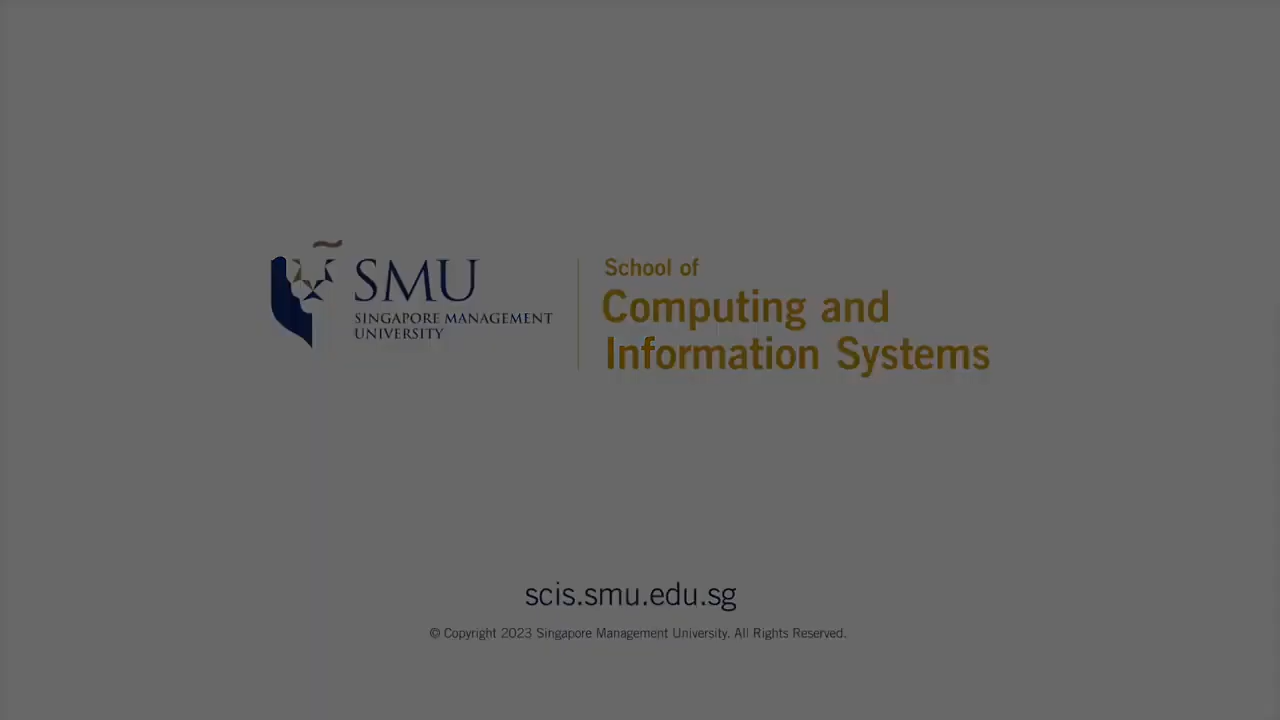 SMU
SINGAPORE MANAGEMENT
UNIVERSITY
School of
Computing and
Information Systems
scis.smu.edu.sg
© Copyright 2023 Singapore Management University. All Rights Reserved.